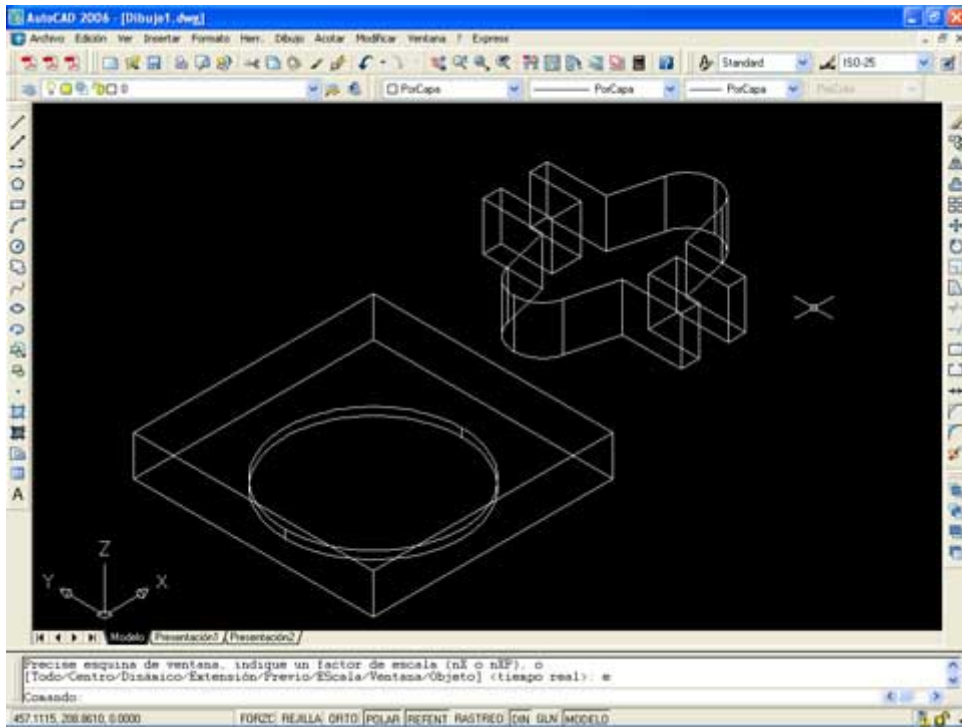 AutoCAD 2006 - [Dibujo1.dwg]
Archivo Edición Ver Insertar Formato Herr. Dibujo Acotar Modificar Ventana ? Express
Standard ISO-25
0 PorCapa PorCapa PorCapa PorColor
A
Z
Y X
Modelo Presentación1 Presentación2
Precise esquina de ventana, indique un factor de escala (nX o nXP), o
[Todo/Centro/Dinámico/Extensión/Previo/EScala/Ventana/Objeto] <tiempo real>: e
Comando:
457.1115, 208.8610, 0.0000 FORZC REJILLA ORTO POLAR REFENT RASTREO DIN GLN MODELO